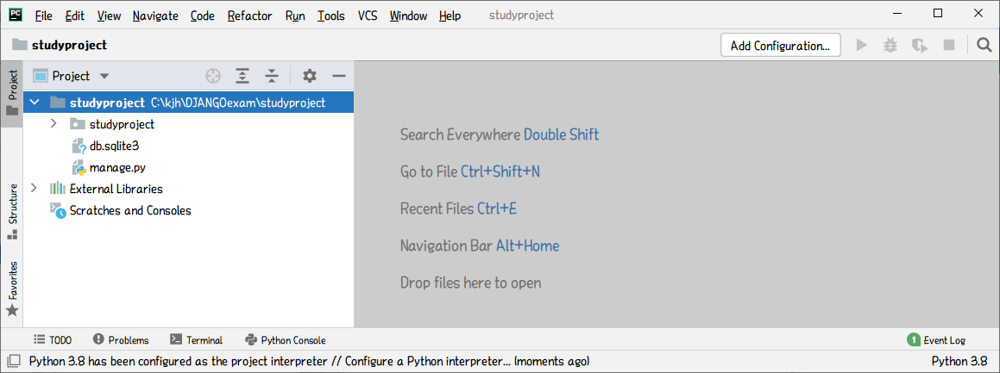 PC File Edit View Navigate Code Refactor Run Tools VCS Window Help studyproject
studyproject Add Configuration...
Project
Project
studyproject C:\kjh\DJANGOexam\studyproject
studyproject
db.sqlite3
manage.py
External Libraries
Scratches and Consoles
Structure
Favorites
Search Everywhere Double Shift
Go to File Ctrl+Shift+N
Recent Files Ctrl+E
Navigation Bar Alt+Home
Drop files here to open
TODO Problems Terminal Python Console 1 Event Log
Python 3.8 has been configured as the project interpreter // Configure a Python interpreter... (moments ago) Python 3.8